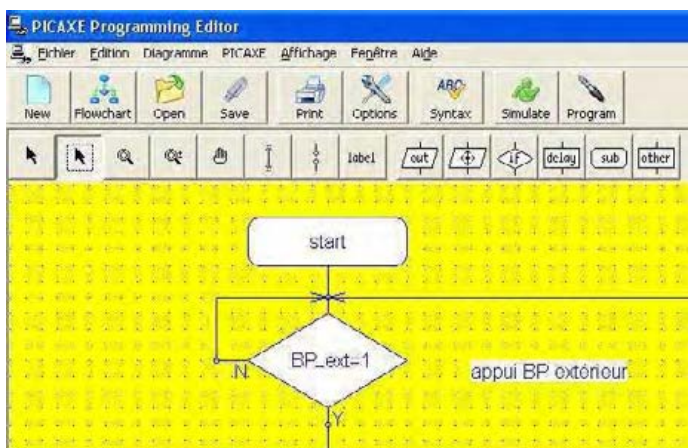 PICAXE Programming Editor
Fichier Edition Diagramme PICAXE Affichage Fenêtre Aide
New Flowchart Open Save Print Options Syntax Simulate Program
ABC
label out if delay sub other
start
BP_ext=1
appui BP extérieur
N
Y